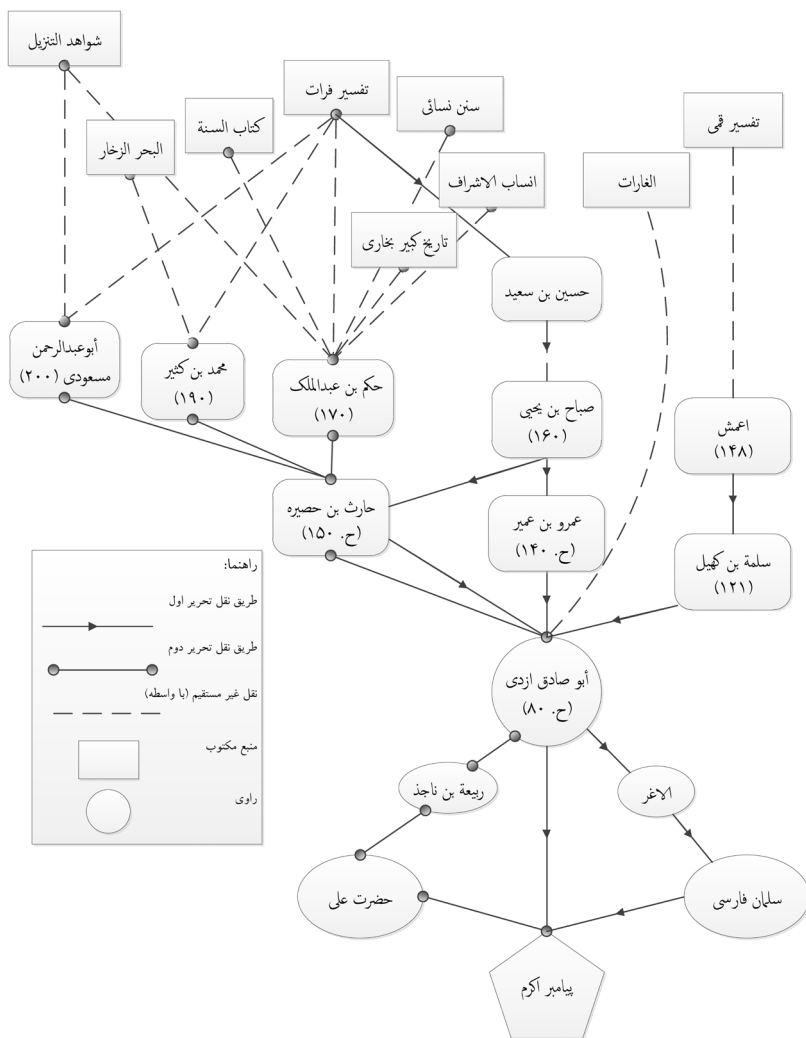 شواهد التنزیل
تفسیر فرات
سنن نسائی
کتاب السنة
البحر الزخار
تفسیر قمی
انساب الاشراف
الغارات
تاریخ کبیر بخاری
حسین بن سعید
أبوعبدالرحمن
مسعودی (۲۰۰)
محمد بن کثیر
(۱۹۰)
حکم بن عبدالملک
(۱۷۰)
صباح بن یحیی
(۱۶۰)
اعمش
(۱۴۸)
حارث بن حصیره
(ح. ۱۵۰)
عمرو بن عمیر
(ح. ۱۴۰)
سلمة بن کهیل
(۱۲۱)
راهنما:
طریق نقل تحریر اول
طریق نقل تحریر دوم
نقل غیر مستقیم (با واسطه)
منبع مکتوب
راوی
أبو صادق ازدی
(ح. ۸۰)
ربیعة بن ناجذ
الاغر
حضرت علی
سلمان فارسی
پیامبر اکرم